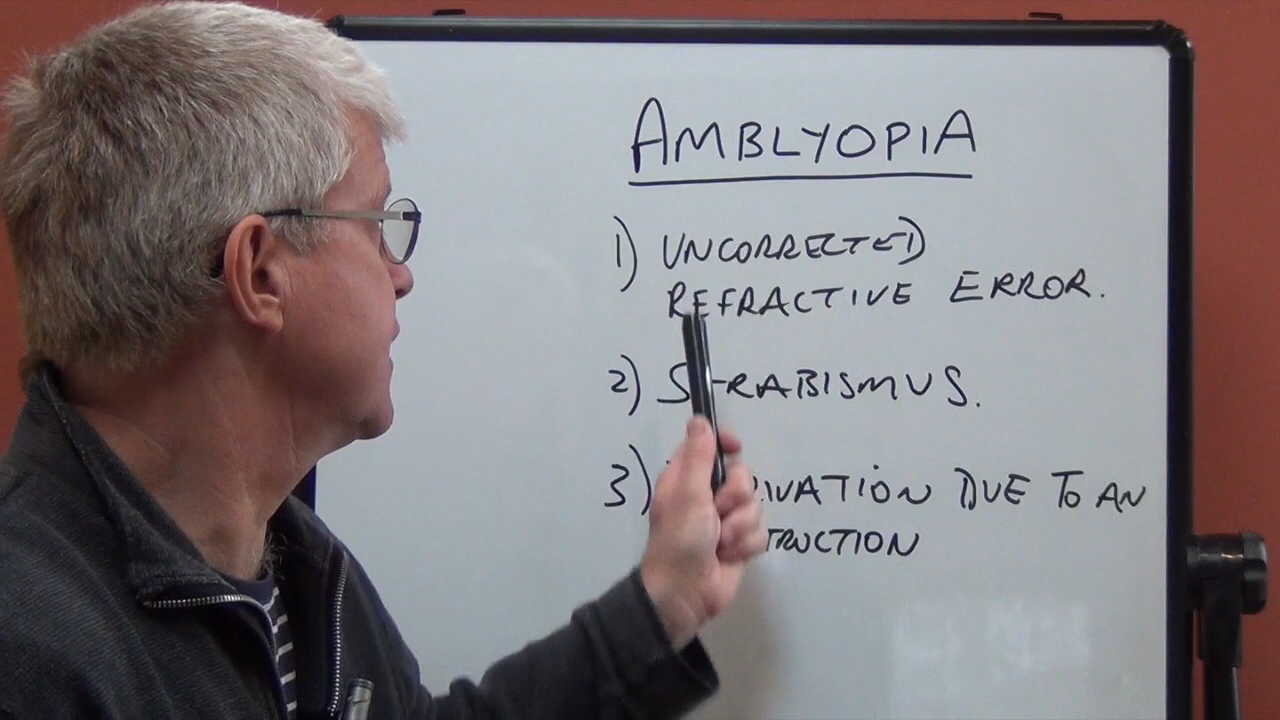 AMBLYOPIA
1) UNCORRECTED
REFRACTIVE ERROR.
2) STRABISMUS.
3) DUE TO AN